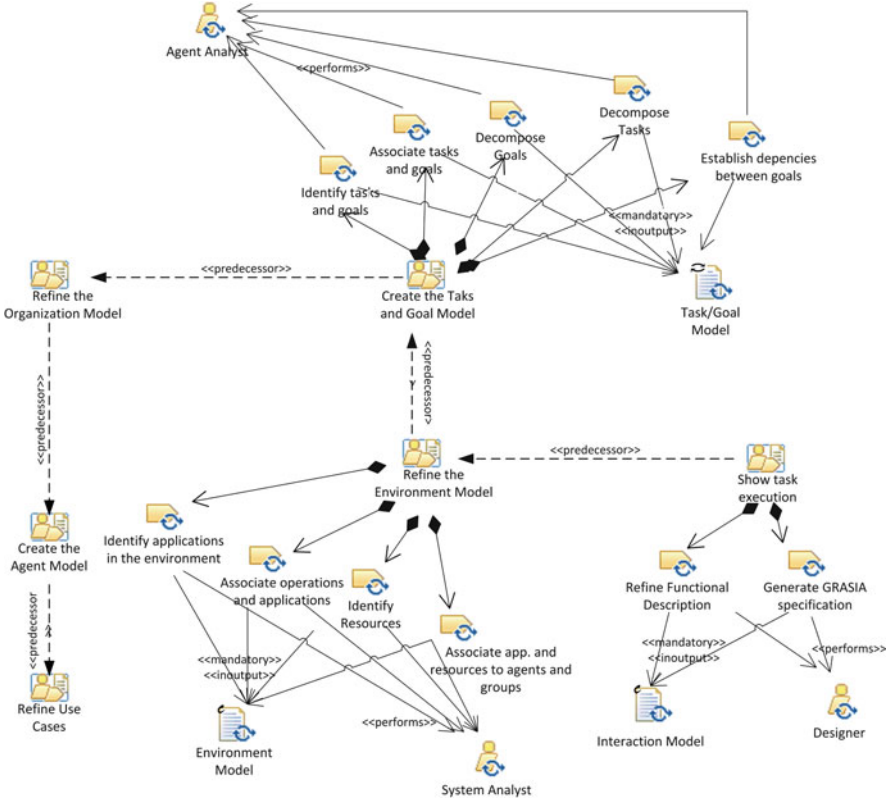 Agent Analyst
<<performs>>
Decompose
Tasks
Decompose
Goals
Associate tasks
and goals
Establish depencies
between goals
Identify tasks
and goals
<<mandatory>>
<<inoutput>>
<<predecessor>>
Refine the
Organization Model
Create the Taks
and Goal Model
Task/Goal
Model
<<predecessor>
Y
<<predecessor>>
<<predecessor>>
Refine the
Environment Model
Show task
execution
Create the
Agent Model
Identify applications
in the environment
Associate operations
and applications
Identify
Resources
Refine Functional
Description
Generate GRASIA
specification
<<predecessor
>>
Associate app. and
resources to agents and
groups
<<mandatory>>
<<inoutput>>
<<mandatory>>
<<inoutput>>
<<performs>>
Refine Use
Cases
<<performs>>
Environment
Model
Interaction Model
Designer
System Analyst